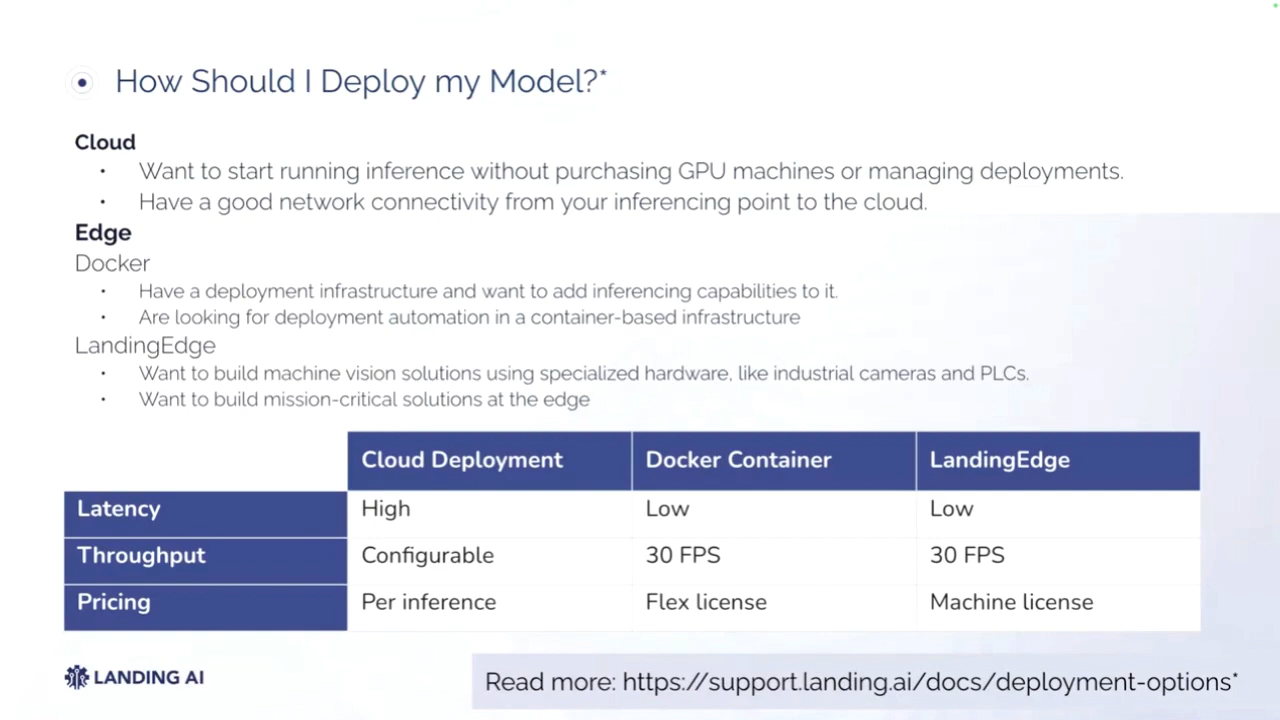 How Should I Deploy my Model?*
Cloud
• Want to start running inference without purchasing GPU machines or managing deployments.
• Have a good network connectivity from your inferencing point to the cloud.
Edge
Docker
• Have a deployment infrastructure and want to add inferencing capabilities to it.
• Are looking for deployment automation in a container-based infrastructure
LandingEdge
• Want to build machine vision solutions using specialized hardware, like industrial cameras and PLCs.
• Want to build mission-critical solutions at the edge
Cloud Deployment Docker Container LandingEdge
Latency High Low Low
Throughput Configurable 30 FPS 30 FPS
Pricing Per inference Flex license Machine license
LANDING AI
Read more: https://support.landing.ai/docs/deployment-options*